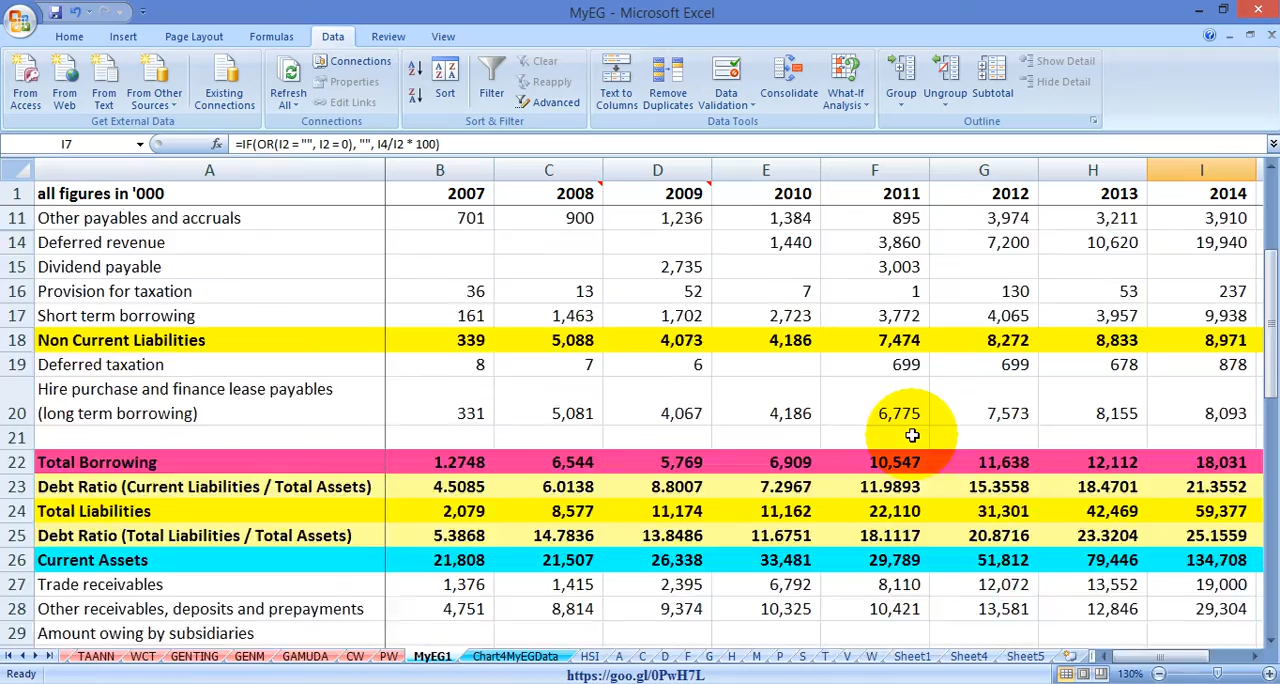 MyEG - Microsoft Excel
Home Insert Page Layout Formulas Data Review View
From Access From Web From Text From Other Sources Existing Connections Refresh All Connections Properties Edit Links Sort Filter Clear Reapply Advanced Text to Columns Remove Duplicates Data Validation Consolidate What-If Analysis Group Ungroup Subtotal Show Detail Hide Detail
Get External Data Connections Sort & Filter Data Tools Outline
I7 fx =IF(OR(I2 = "", I2 = 0), "", I4/I2 * 100)
A B C D E F G H I
1 all figures in '000 2007 2008 2009 2010 2011 2012 2013 2014
11 Other payables and accruals 701 900 1,236 1,384 895 3,974 3,211 3,910
14 Deferred revenue 1,440 3,860 7,200 10,620 19,940
15 Dividend payable 2,735 3,003
16 Provision for taxation 36 13 52 7 1 130 53 237
17 Short term borrowing 161 1,463 1,702 2,723 3,772 4,065 3,957 9,938
18 Non Current Liabilities 339 5,088 4,073 4,186 7,474 8,272 8,833 8,971
19 Deferred taxation 8 7 6 699 699 678 878
Hire purchase and finance lease payables
20 (long term borrowing) 331 5,081 4,067 4,186 6,775 7,573 8,155 8,093
21
22 Total Borrowing 1.2748 6,544 5,769 6,909 10,547 11,638 12,112 18,031
23 Debt Ratio (Current Liabilities / Total Assets) 4.5085 6.0138 8.8007 7.2967 11.9893 15.3558 18.4701 21.3552
24 Total Liabilities 2,079 8,577 11,174 11,162 22,110 31,301 42,469 59,377
25 Debt Ratio (Total Liabilities / Total Assets) 5.3868 14.7836 13.8486 11.6751 18.1117 20.8716 23.3204 25.1559
26 Current Assets 21,808 21,507 26,338 33,481 29,789 51,812 79,446 134,708
27 Trade receivables 1,376 1,415 2,395 6,792 8,110 12,072 13,552 19,000
28 Other receivables, deposits and prepayments 4,751 8,814 9,374 10,325 10,421 13,581 12,846 29,304
29 Amount owing by subsidiaries
TAANN WCT GENTING GENM GAMUDA CW PW MyEG1 Chart4MyEGData HSI A C D F G H M P S T V W Sheet1 Sheet4 Sheet5
Ready https://goo.gl/0PwH7L 130%